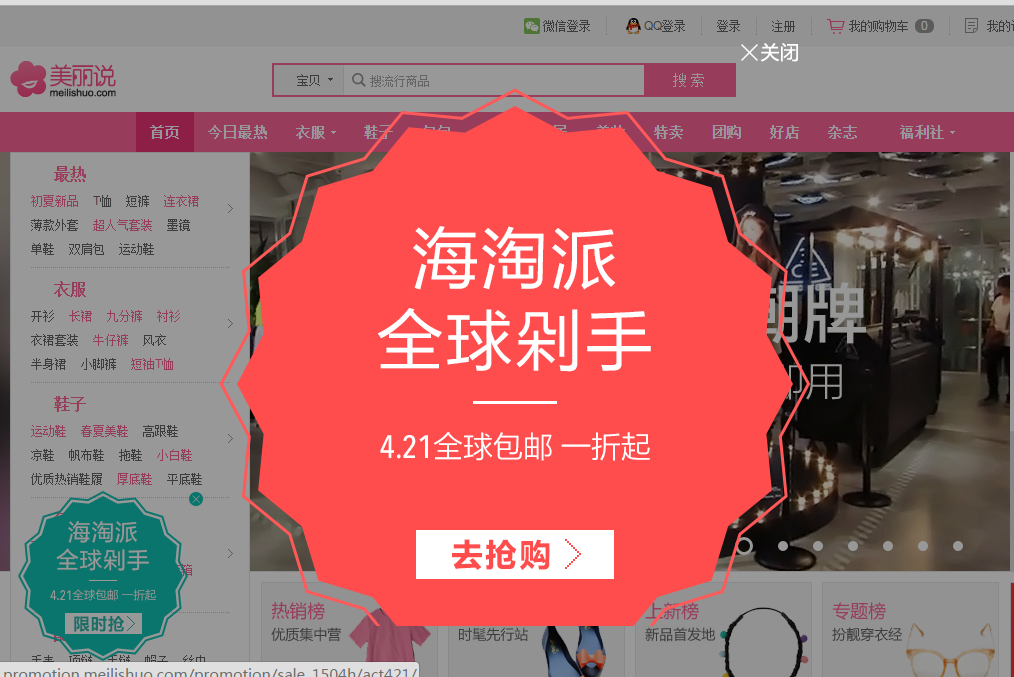 微信登录 QQ登录 登录 注册 我的购物车 0 我的
×关闭
美丽说
meilishuo.com
宝贝 搜流行商品 搜 索
首页 今日最热 衣服 鞋子 特卖 团购 好店 杂志 福利社
最热
初夏新品 T恤 短裤 连衣裙
薄款外套 超人气套装 墨镜
单鞋 双肩包 运动鞋
衣服
开衫 长裙 九分裤 衬衫
衣裙套装 牛仔裤 风衣
半身裙 小脚裤 短袖T恤
鞋子
运动鞋 春夏美鞋 高跟鞋
凉鞋 帆布鞋 拖鞋 小白鞋
优质热销鞋履 厚底鞋 平底鞋
海淘派
全球剁手
4.21全球包邮 一折起
限时抢
海淘派
全球剁手
4.21全球包邮 一折起
去抢购
潮牌
即用
热销榜
优质集中营
时髦先行站
上新榜
新品首发地
专题榜
扮靓穿衣经
promotion.meilishuo.com/promotion/sale_1504h/act421/